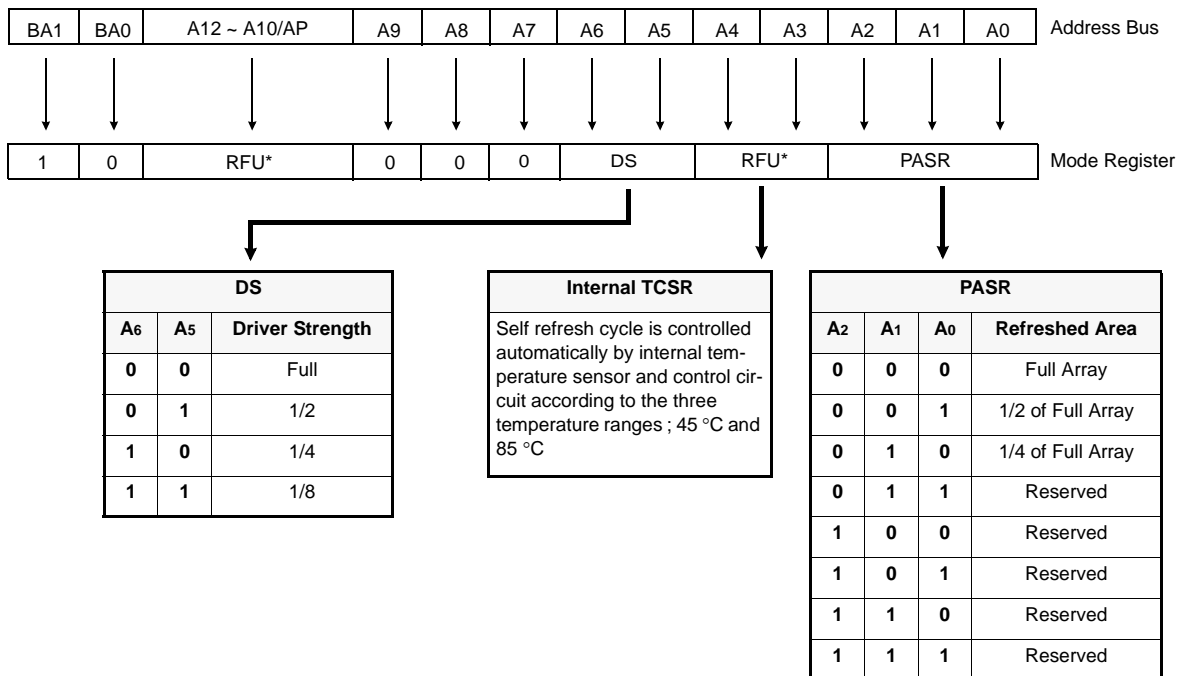 BA1 BA0 A12 ~ A10/AP A9 A8 A7 A6 A5 A4 A3 A2 A1 A0 Address Bus
1 0 RFU* 0 0 0 DS RFU* PASR Mode Register
DS
A6 A5 Driver Strength
0 0 Full
0 1 1/2
1 0 1/4
1 1 1/8
Internal TCSR
Self refresh cycle is controlled
automatically by internal tem-
perature sensor and control cir-
cuit according to the three
temperature ranges ; 45 °C and
85 °C
PASR
A2 A1 A0 Refreshed Area
0 0 0 Full Array
0 0 1 1/2 of Full Array
0 1 0 1/4 of Full Array
0 1 1 Reserved
1 0 0 Reserved
1 0 1 Reserved
1 1 0 Reserved
1 1 1 Reserved